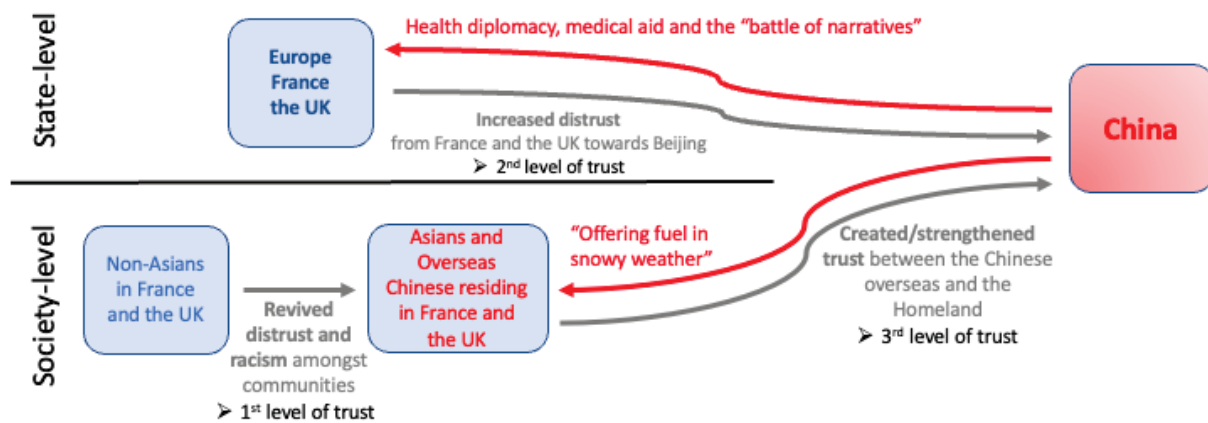 State-level
Europe
France
the UK
Health diplomacy, medical aid and the “battle of narratives”
China
Increased distrust
from France and the UK towards Beijing
➢ 2nd level of trust
Society-level
Non-Asians
in France
and the UK
Revived
distrust and
racism amongst
communities
➢ 1st level of trust
Asians and
Overseas
Chinese residing
in France and
the UK
“Offering fuel in
snowy weather”
Created/strengthened
trust between the Chinese
overseas and the
Homeland
➢ 3rd level of trust